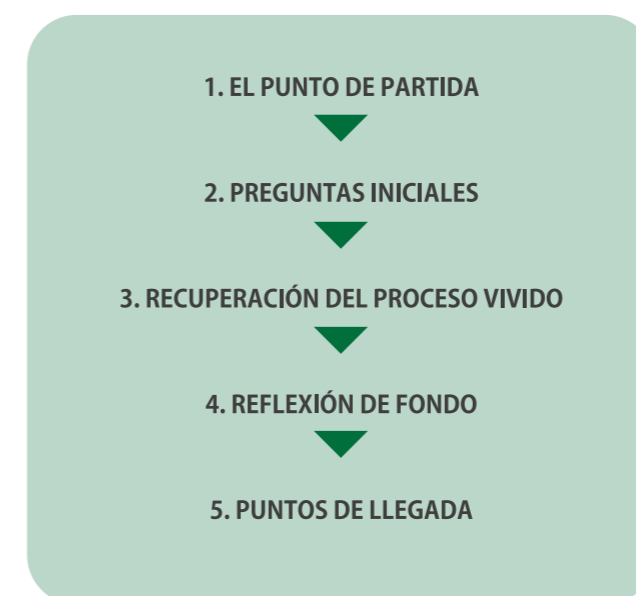 1. EL PUNTO DE PARTIDA
2. PREGUNTAS INICIALES
3. RECUPERACIÓN DEL PROCESO VIVIDO
4. REFLEXIÓN DE FONDO
5. PUNTOS DE LLEGADA